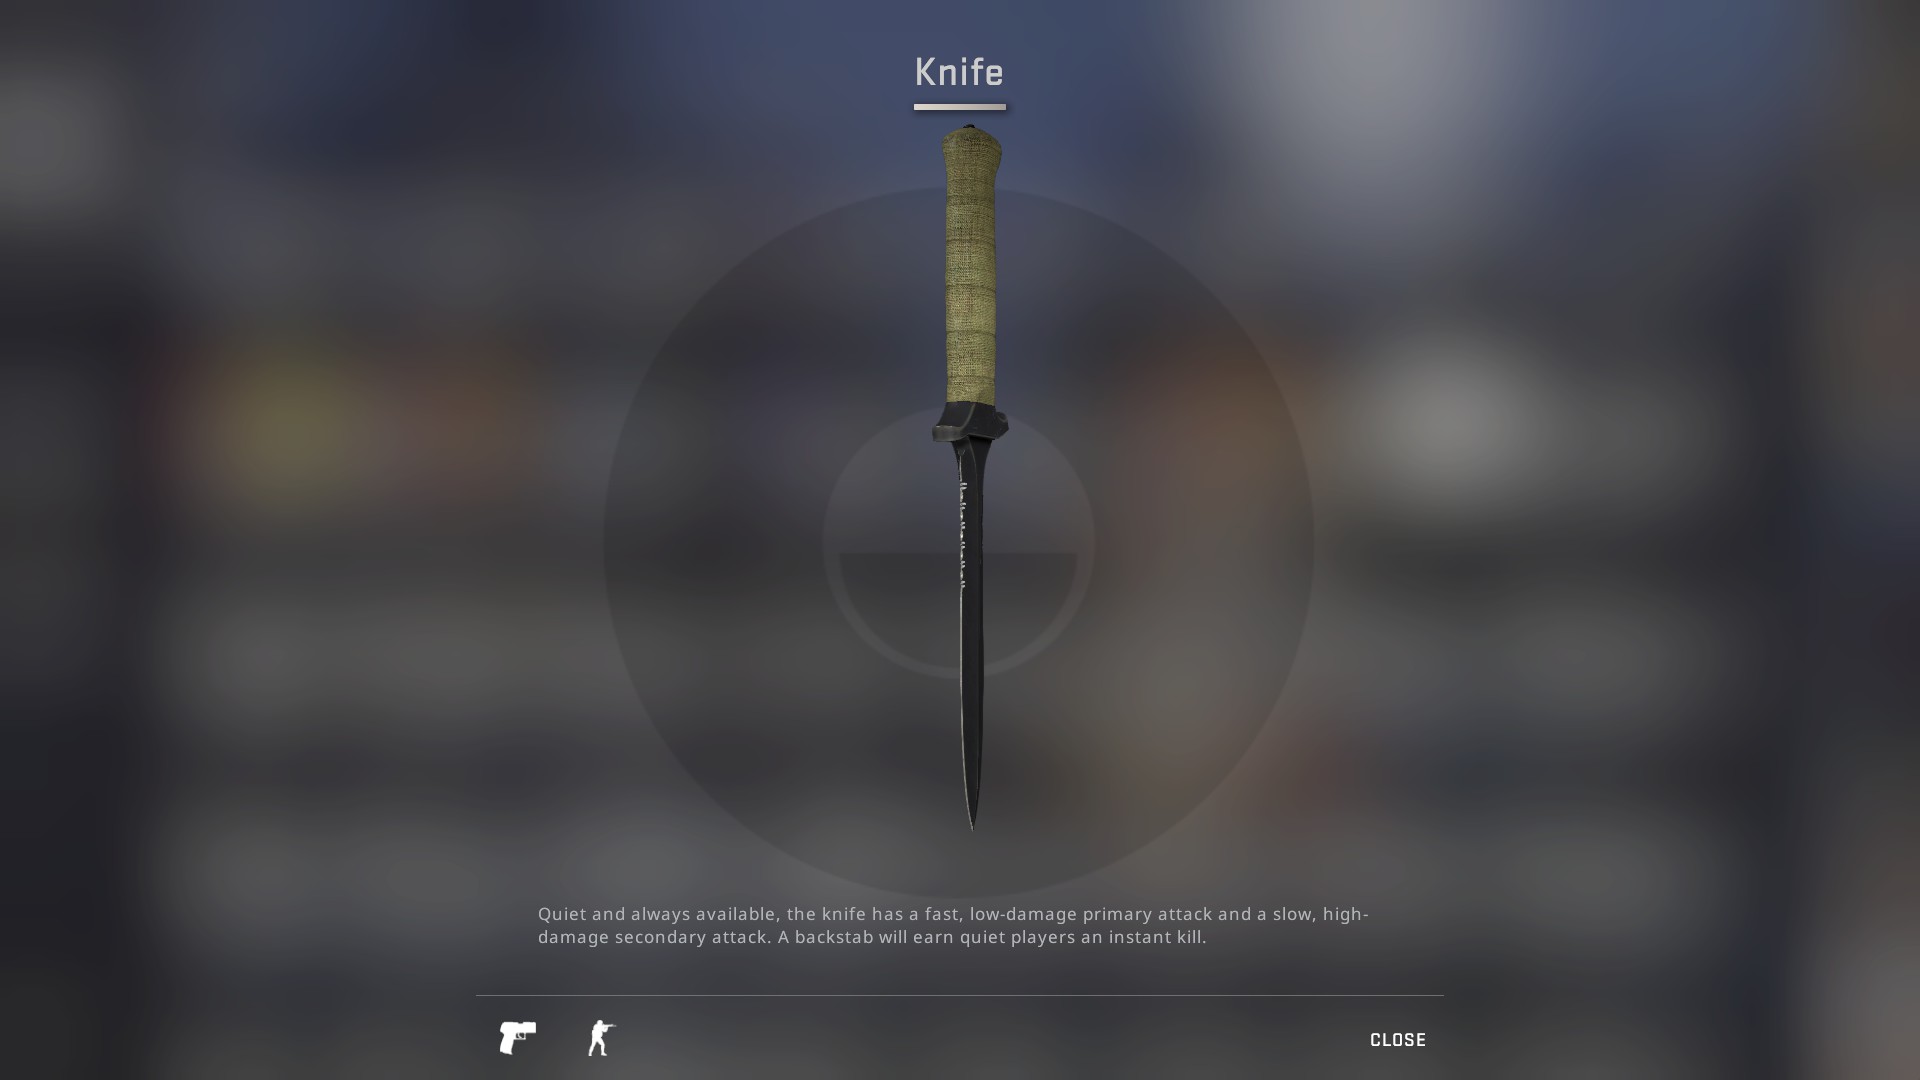 Knife
Quiet and always available, the knife has a fast, low-damage primary attack and a slow, high-
damage secondary attack. A backstab will earn quiet players an instant kill.
CLOSE